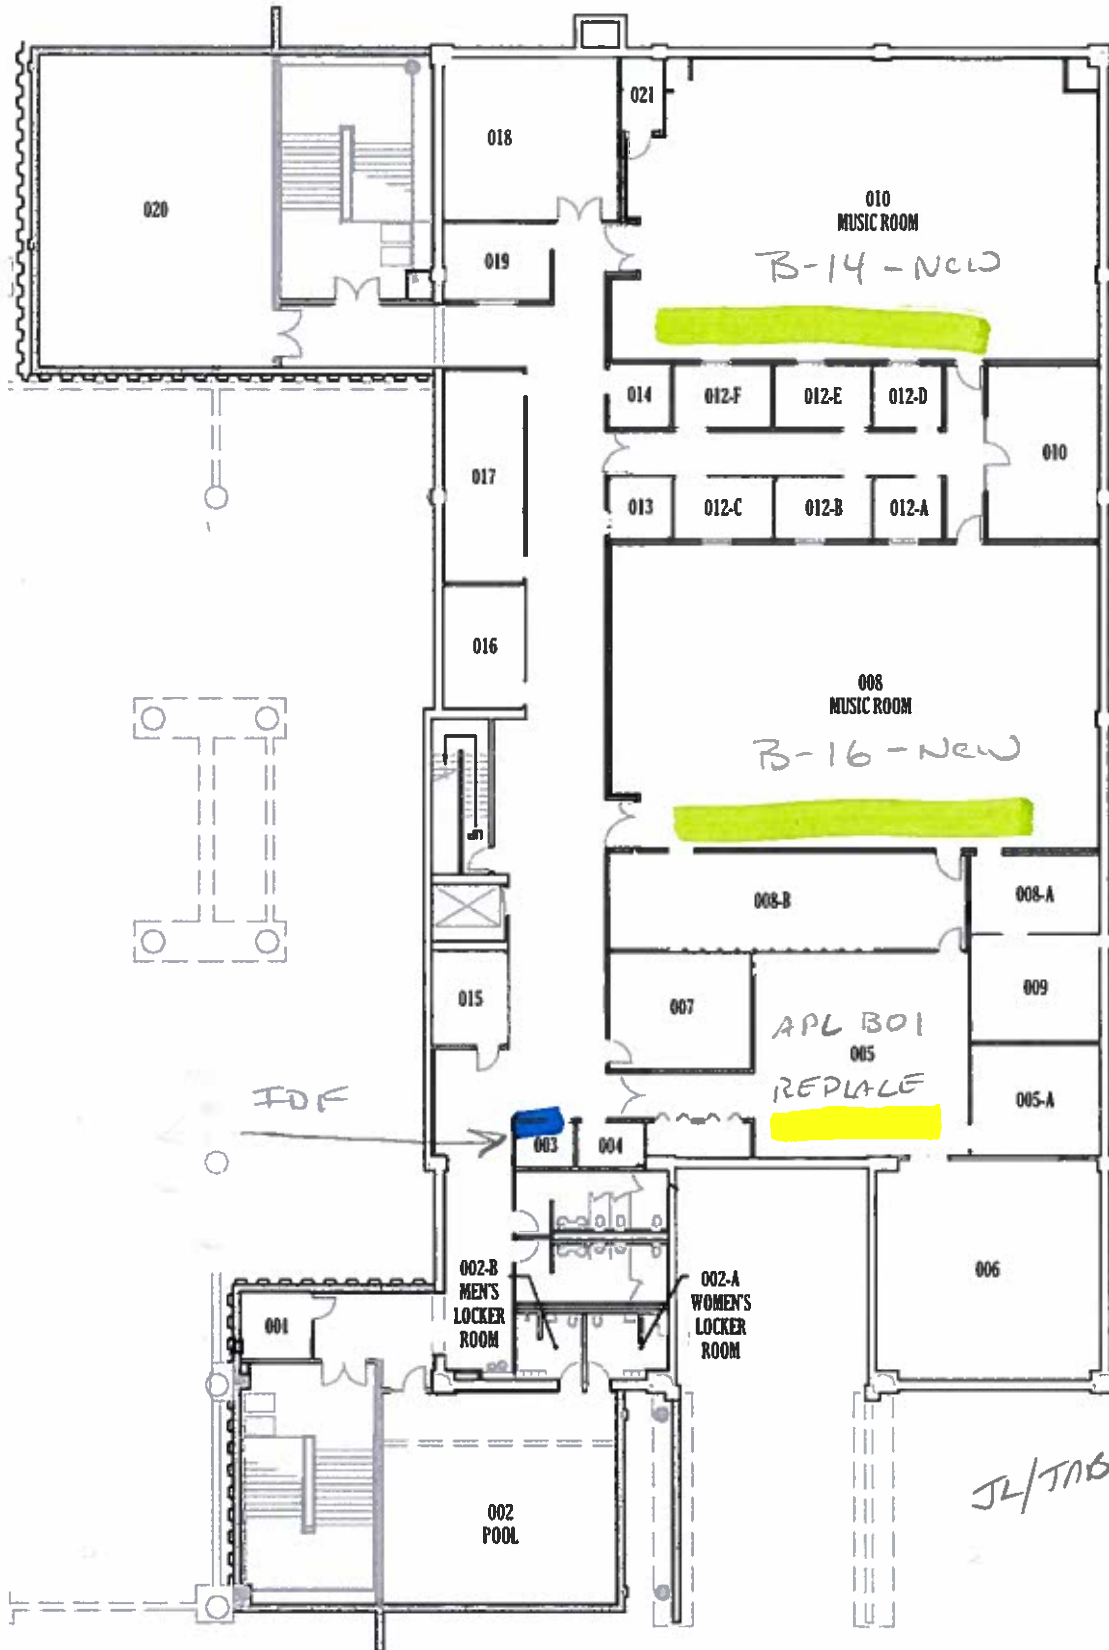 021
018
020
010
MUSIC ROOM
B-14 - NEW
019
014
012-F
012-E
012-D
010
017
013
012-C
012-B
012-A
016
008
MUSIC ROOM
B-16 - NEW
UP
008-B
008-A
015
007
009
APL B01
005
REPLACE
005-A
IDF
003
004
002-B
MEN'S
LOCKER
ROOM
002-A
WOMEN'S
LOCKER
ROOM
006
001
002
POOL